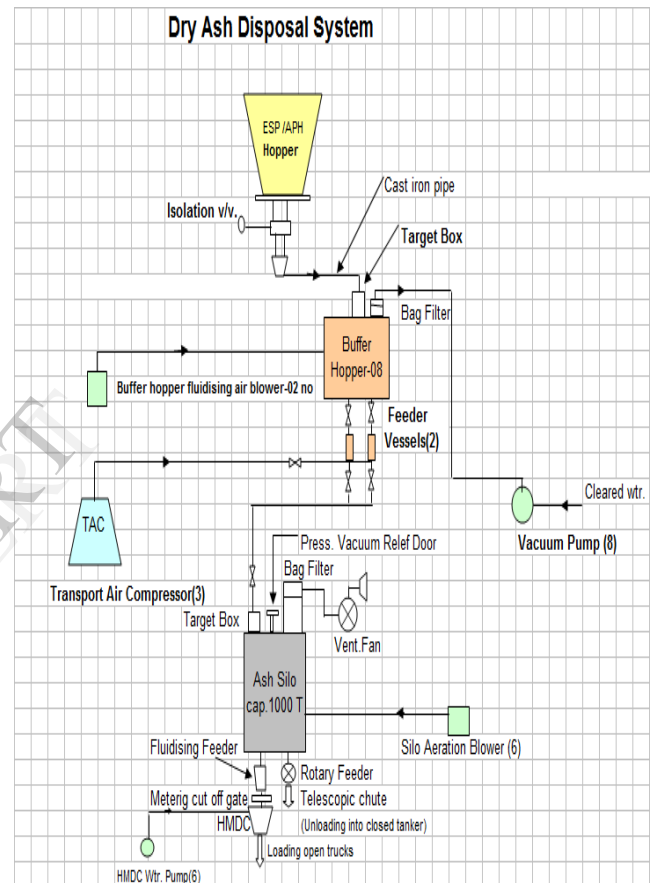 Dry Ash Disposal System
ESP /APH
Hopper
Cast iron pipe
Isolation v/v.
Target Box
Bag Filter
Buffer
Hopper-08
Buffer hopper fluidising air blower-02 no
Feeder
Vessels(2)
Cleared wtr.
TAC
Vacuum Pump (8)
Press. Vacuum Relef Door
Transport Air Compressor(3)
Bag Filter
Target Box
Vent.Fan
Ash Silo
cap.1000 T
Silo Aeration Blower (6)
Fluidising Feeder
Rotary Feeder
Meterig cut off gate
Telescopic chute
HMDC
(Unloading into closed tanker)
Loading open trucks
HMDC Wtr. Pump(6)